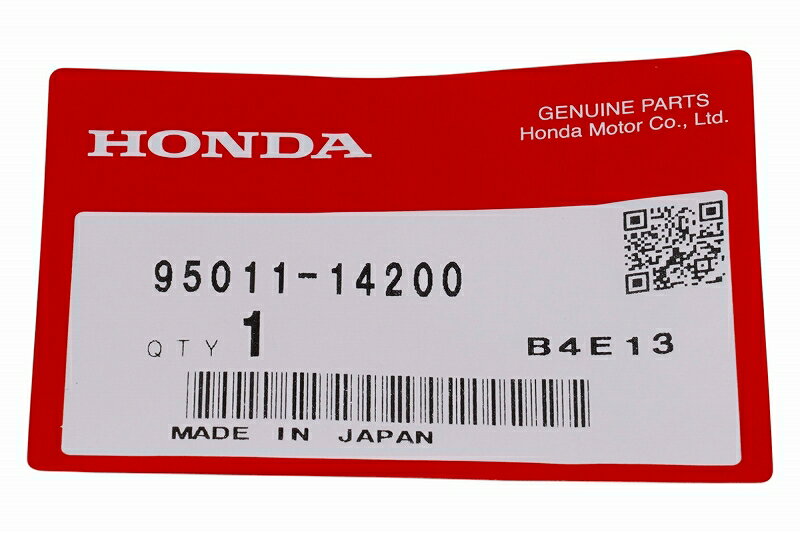 HONDA
GENUINE PARTS
Honda Motor Co., Ltd.
95011-14200
QTY 1
B4E13
MADE IN JAPAN